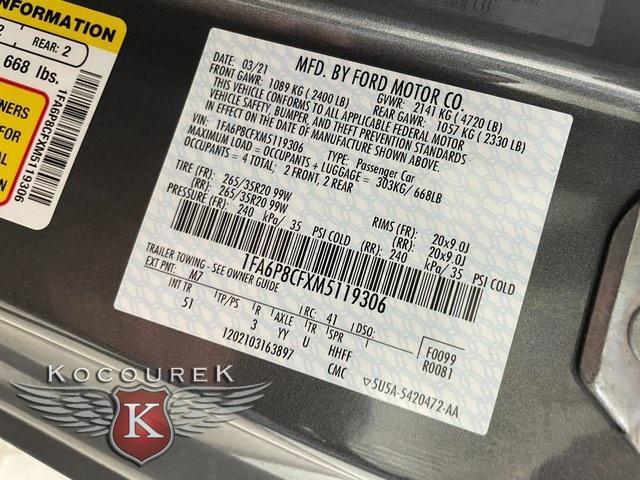 INFORMATION
2
REAR: 2
668 lbs.
NERS
FOR
ION
1FA6P8CFXM5119306
MFD. BY FORD MOTOR CO.
DATE: 03/21
GVWR: 2141 KG (4720 LB)
FRONT GAWR: 1089 KG (2400 LB)
REAR GAWR: 1057 KG (2330 LB)
THIS VEHICLE CONFORMS TO ALL APPLICABLE FEDERAL MOTOR
VEHICLE SAFETY, BUMPER, AND THEFT PREVENTION STANDARDS
IN EFFECT ON THE DATE OF MANUFACTURE SHOWN ABOVE.
VIN: 1FA6P8CFXM5119306
TYPE: Passenger Car
MAXIMUM LOAD = OCCUPANTS + LUGGAGE = 303KG/ 668LB
OCCUPANTS = 4 TOTAL; 2 FRONT, 2 REAR
TIRE (FR): 265/35R20 99W RIMS (FR): 20x9.0J
(RR): 265/35R20 99W (RR): 20x9.0J
PRESSURE (FR): 240 kPa/ 35 PSI COLD (RR): 240 kPa/ 35 PSI COLD
1FA6P8CFXM5119306
TRAILER TOWING - SEE OWNER GUIDE
EXT PNT: M7 RC: 41 DSO:
INT TR TP/PS R AXLE TR SPR
51 3 YY U HHFF
F0099
R0081
1202103163897
CMC
▽5U5A-5420472-AA
KOCOUREK
K